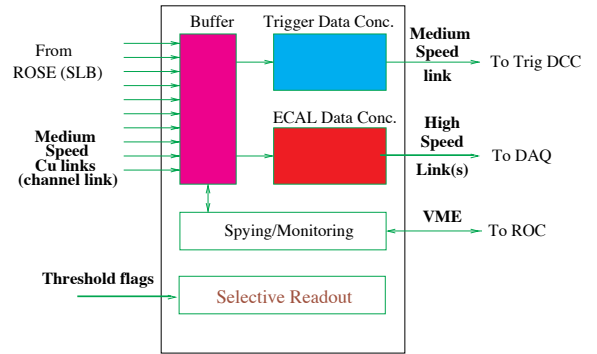 Buffer
Trigger Data Conc.
Medium
Speed
link
From
ROSE (SLB)
To Trig DCC
ECAL Data Conc.
High
Speed
Link(s)
Medium
Speed
Cu links
(channel link)
To DAQ
VME
Spying/Monitoring
To ROC
Threshold flags
Selective Readout